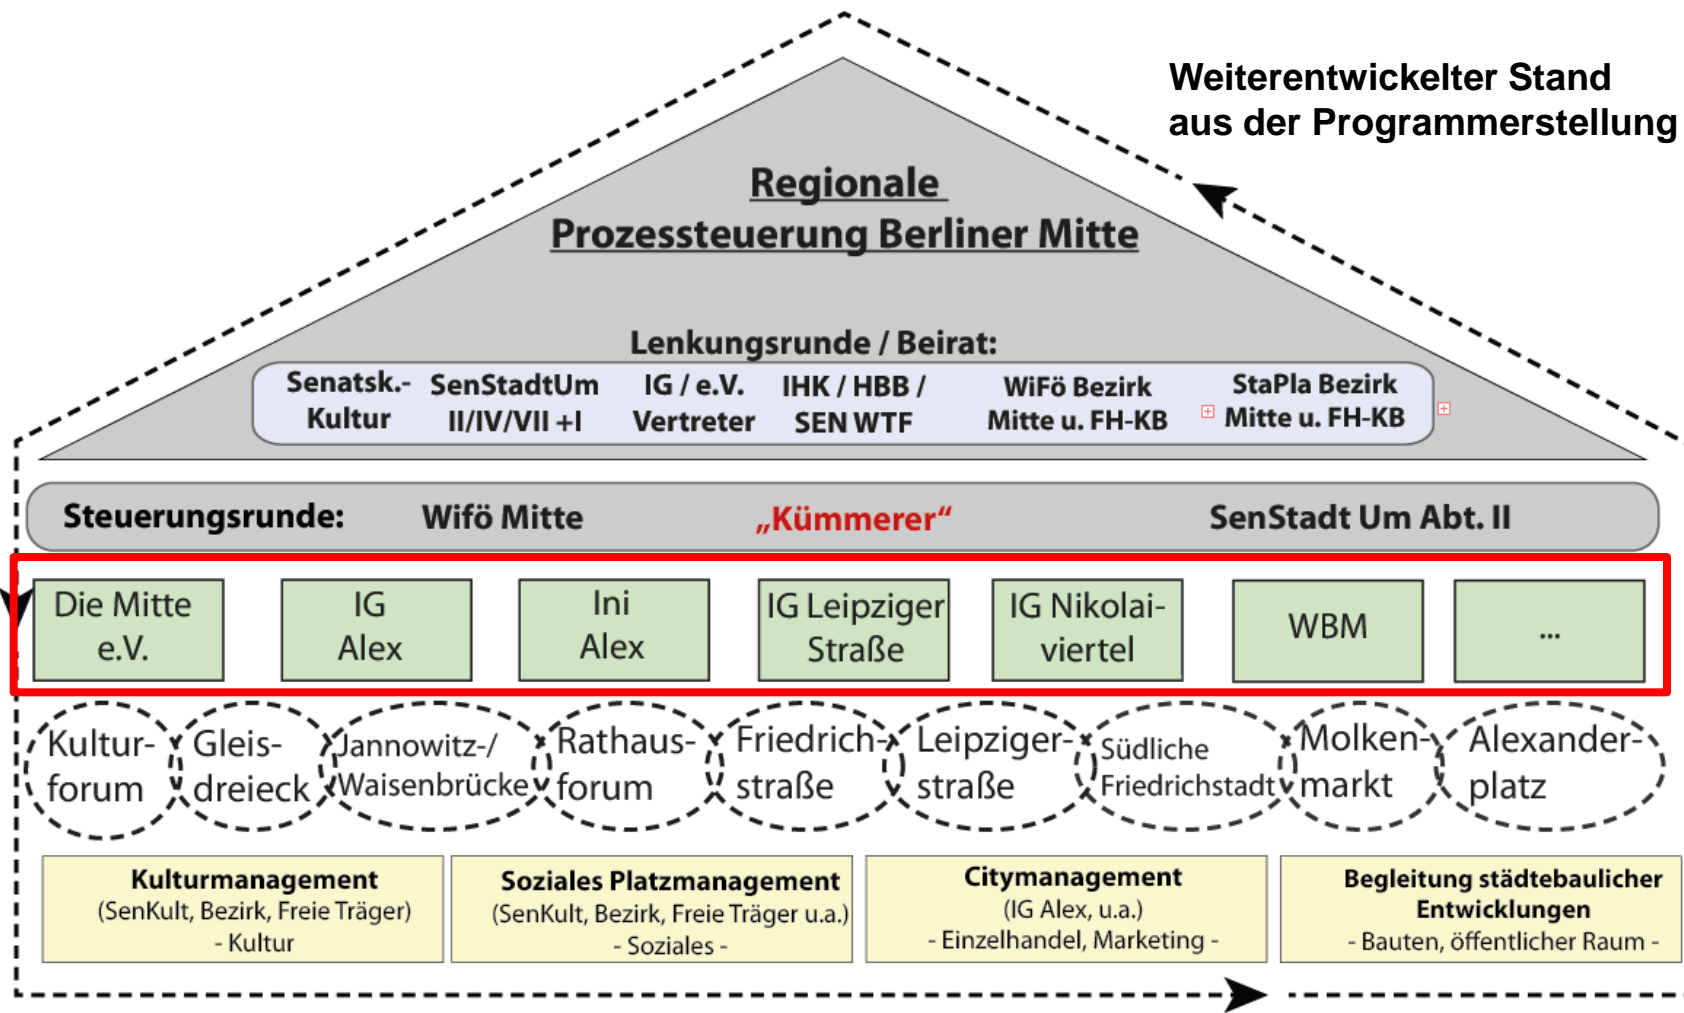 Weiterentwickelter Stand
aus der Programmerstellung
Regionale
Prozessteuerung Berliner Mitte
Lenkungsrunde / Beirat:
Senatsk.-
Kultur
SenStadtUm
II/IV/VII +I
IG / e.V.
Vertreter
IHK / HBB /
SEN WTF
WiFö Bezirk
Mitte u. FH-KB
StaPla Bezirk
Mitte u. FH-KB
Steuerungsrunde: Wifö Mitte „Kümmerer“ SenStadt Um Abt. II
Die Mitte
e.V.
IG
Alex
Ini
Alex
IG Leipziger
Straße
IG Nikolai-
viertel
WBM
...
Kultur-
forum
Gleis-
dreieck
Jannowitz-/
Waisenbrücke
Rathaus-
forum
Friedrich-
straße
Leipziger-
straße
Südliche
Friedrichstadt
Molken-
markt
Alexander-
platz
Kulturmanagement
(SenKult, Bezirk, Freie Träger)
- Kultur
Soziales Platzmanagement
(SenKult, Bezirk, Freie Träger u.a.)
- Soziales -
Citymanagement
(IG Alex, u.a.)
- Einzelhandel, Marketing -
Begleitung städtebaulicher
Entwicklungen
- Bauten, öffentlicher Raum -